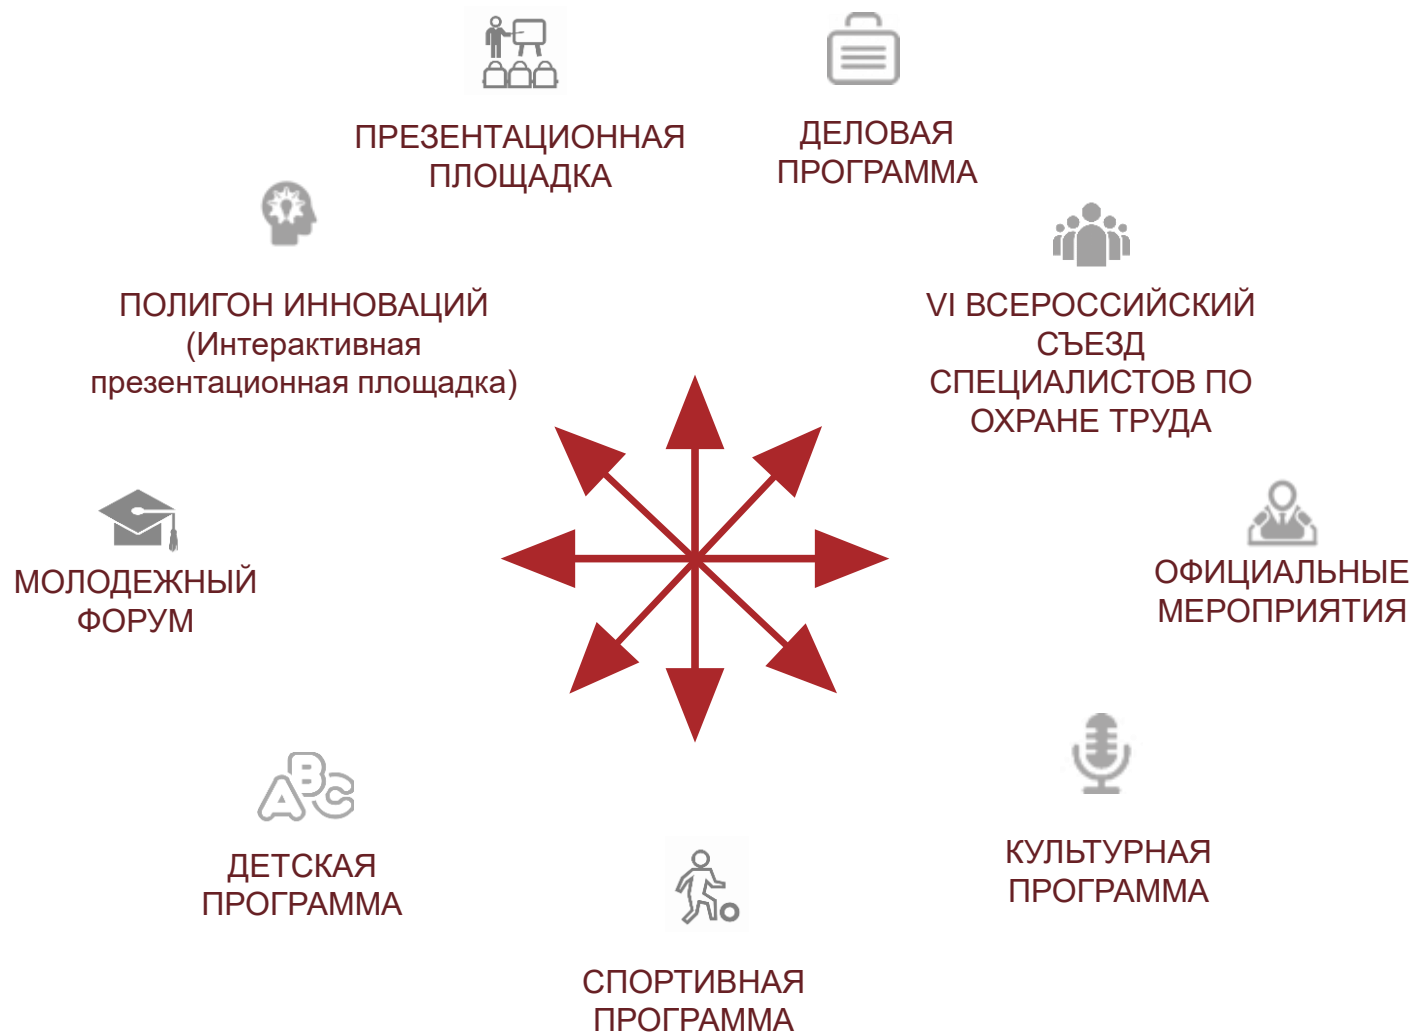 ПРЕЗЕНТАЦИОННАЯ
ПЛОЩАДКА
ДЕЛОВАЯ
ПРОГРАММА
ПОЛИГОН ИННОВАЦИЙ
(Интерактивная
презентационная площадка)
VI ВСЕРОССИЙСКИЙ
СЪЕЗД
СПЕЦИАЛИСТОВ ПО
ОХРАНЕ ТРУДА
МОЛОДЕЖНЫЙ
ФОРУМ
ОФИЦИАЛЬНЫЕ
МЕРОПРИЯТИЯ
ABC
ДЕТСКАЯ
ПРОГРАММА
КУЛЬТУРНАЯ
ПРОГРАММА
СПОРТИВНАЯ
ПРОГРАММА